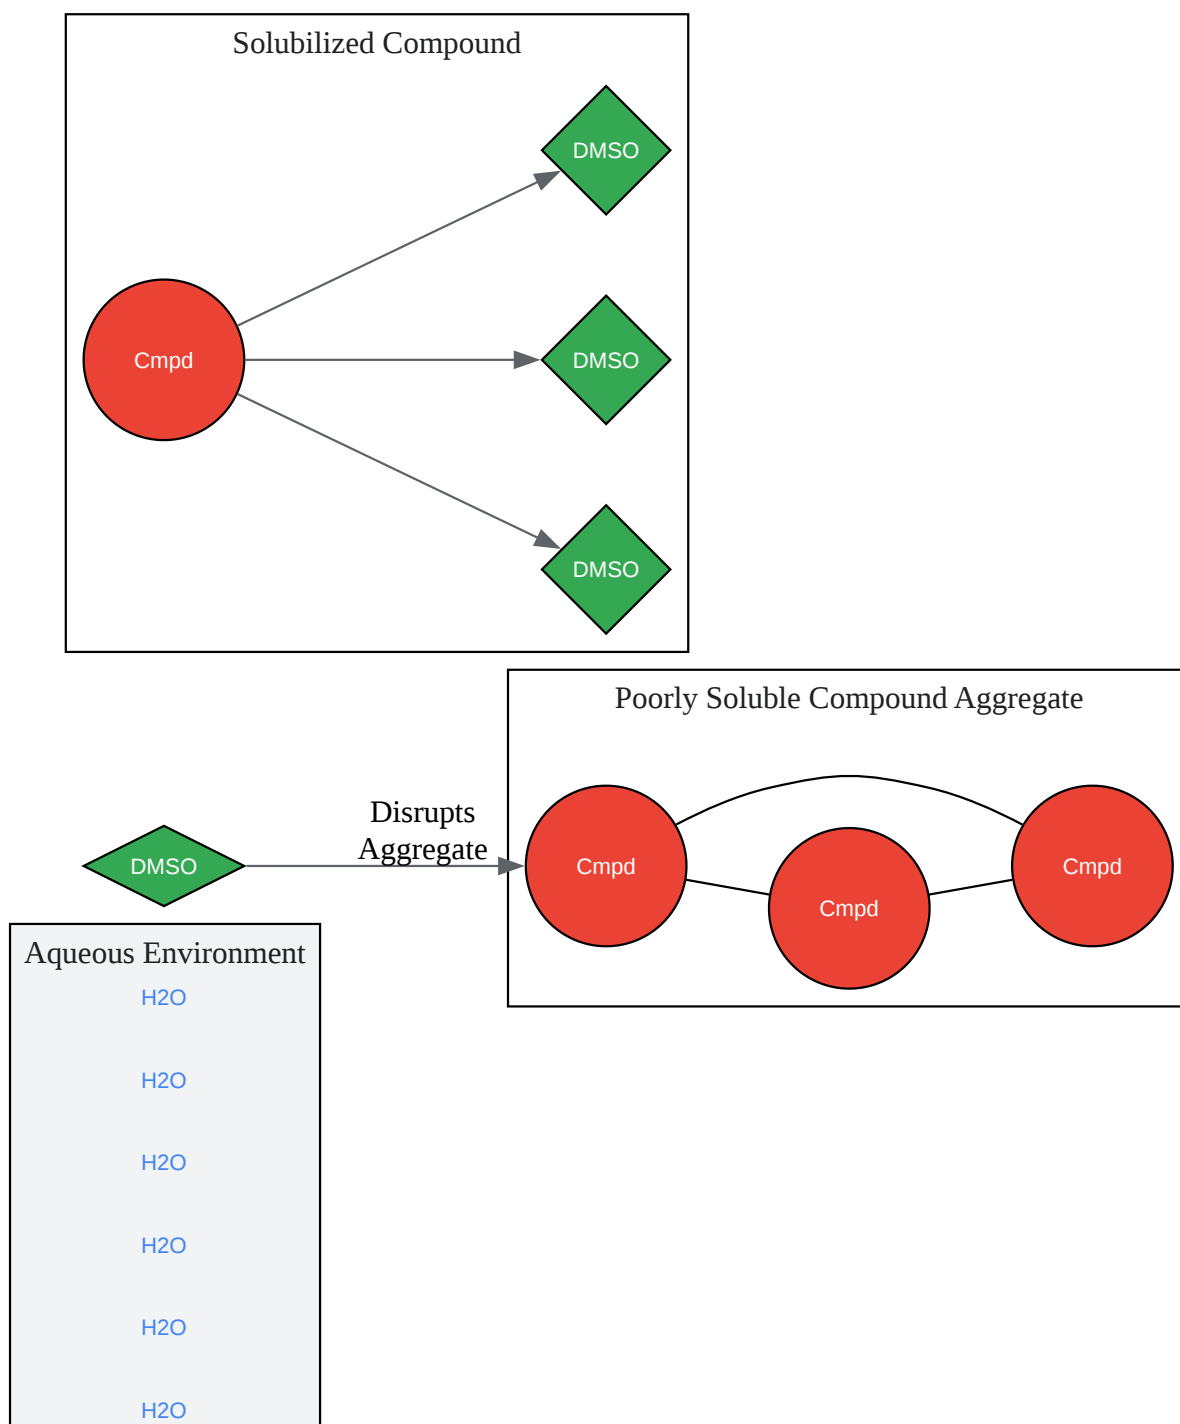 Solubilized Compound
DMSO
Cmpd
DMSO
DMSO
Poorly Soluble Compound Aggregate
Disrupts
Aggregate
DMSO
Cmpd
Cmpd
Cmpd
Aqueous Environment
H2O
H2O
H2O
H2O
H2O
H2O